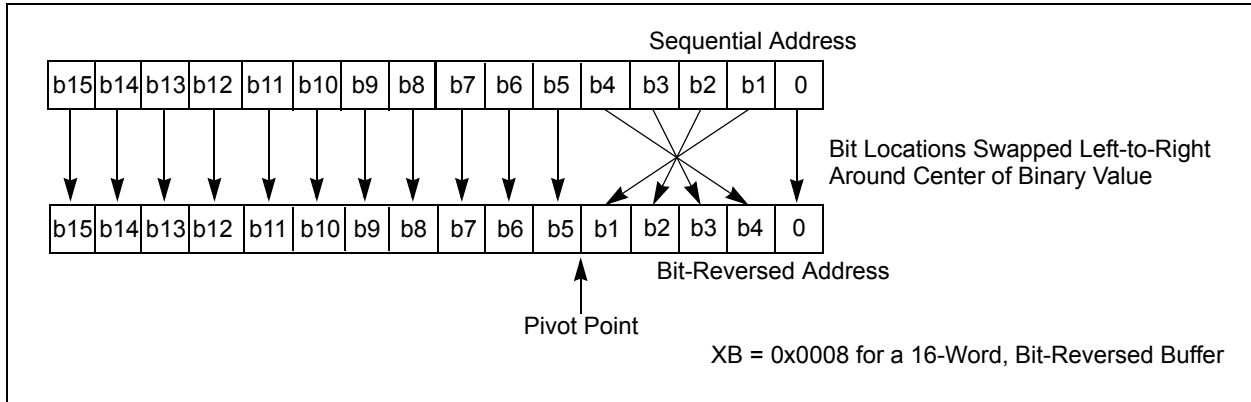 Sequential Address
b15 b14 b13 b12 b11 b10 b9 b8 b7 b6 b5 b4 b3 b2 b1 0
Bit Locations Swapped Left-to-Right
Around Center of Binary Value
b15 b14 b13 b12 b11 b10 b9 b8 b7 b6 b5 b1 b2 b3 b4 0
Bit-Reversed Address
Pivot Point
XB = 0x0008 for a 16-Word, Bit-Reversed Buffer